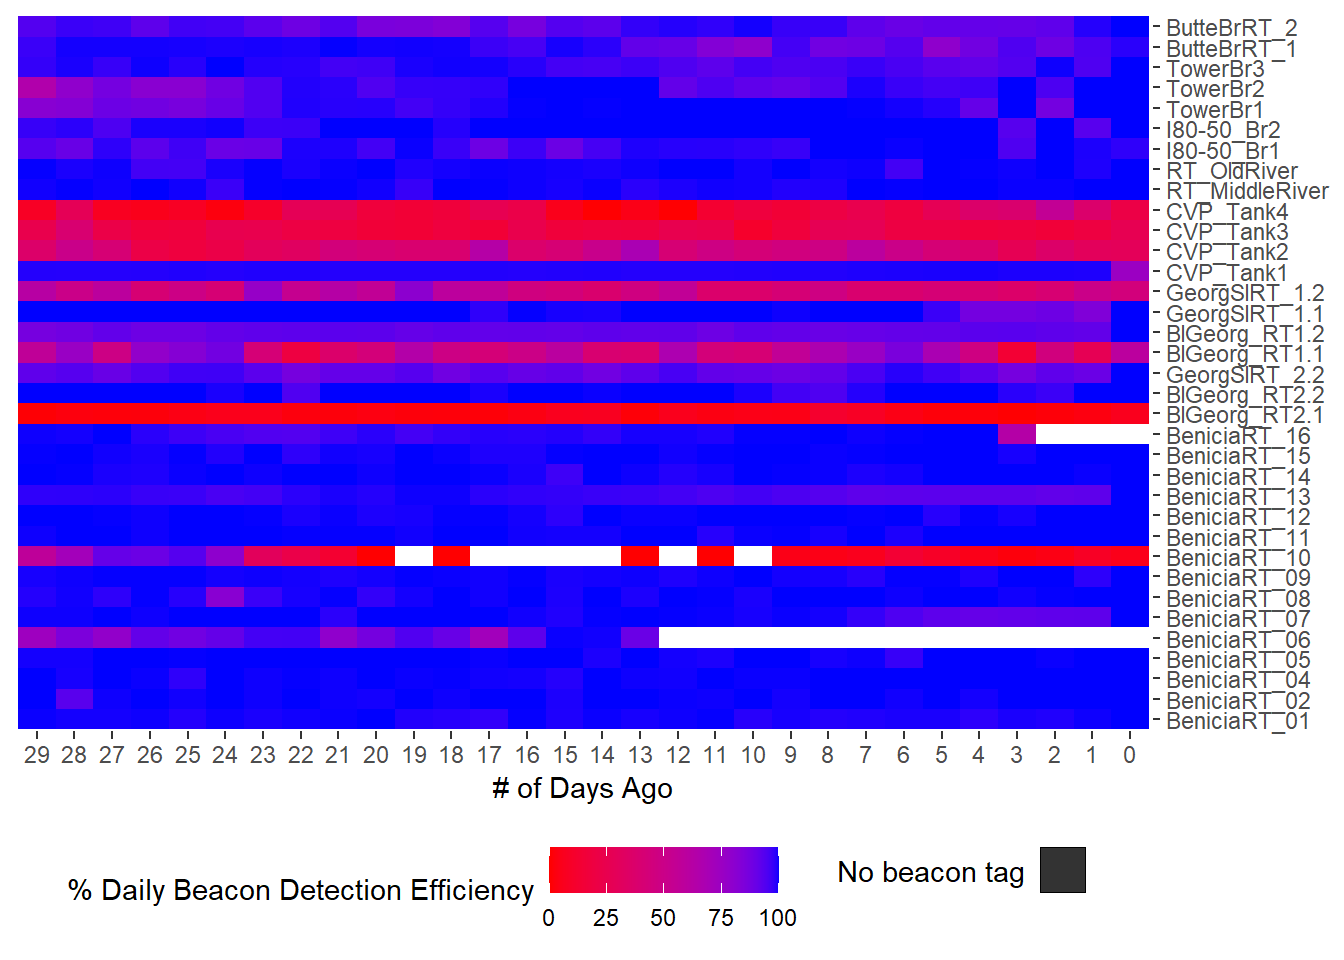 ButteBrRT_2
ButteBrRT_1
TowerBr3
TowerBr2
TowerBr1
I80-50_Br2
I80-50_Br1
RT_OldRiver
RT_MiddleRiver
CVP_Tank4
CVP_Tank3
CVP_Tank2
CVP_Tank1
GeorgSlRT_1.2
GeorgSlRT_1.1
BlGeorg_RT1.2
BlGeorg_RT1.1
GeorgSlRT_2.2
BlGeorg_RT2.2
BlGeorg_RT2.1
BeniciaRT_16
BeniciaRT_15
BeniciaRT_14
BeniciaRT_13
BeniciaRT_12
BeniciaRT_11
BeniciaRT_10
BeniciaRT_09
BeniciaRT_08
BeniciaRT_07
BeniciaRT_06
BeniciaRT_05
BeniciaRT_04
BeniciaRT_02
BeniciaRT_01
29 28 27 26 25 24 23 22 21 20 19 18 17 16 15 14 13 12 11 10 9 8 7 6 5 4 3 2 1 0
# of Days Ago
% Daily Beacon Detection Efficiency
0 25 50 75 100
No beacon tag